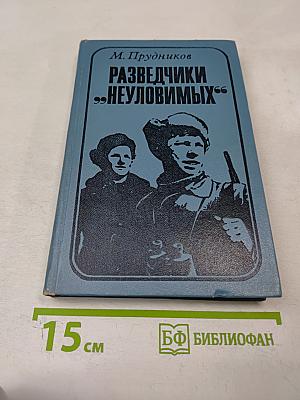 М. Прудников
РАЗВЕДЧИКИ
„НЕУЛОВИМЫХ“
15 см
БФ БИБЛИОФАН